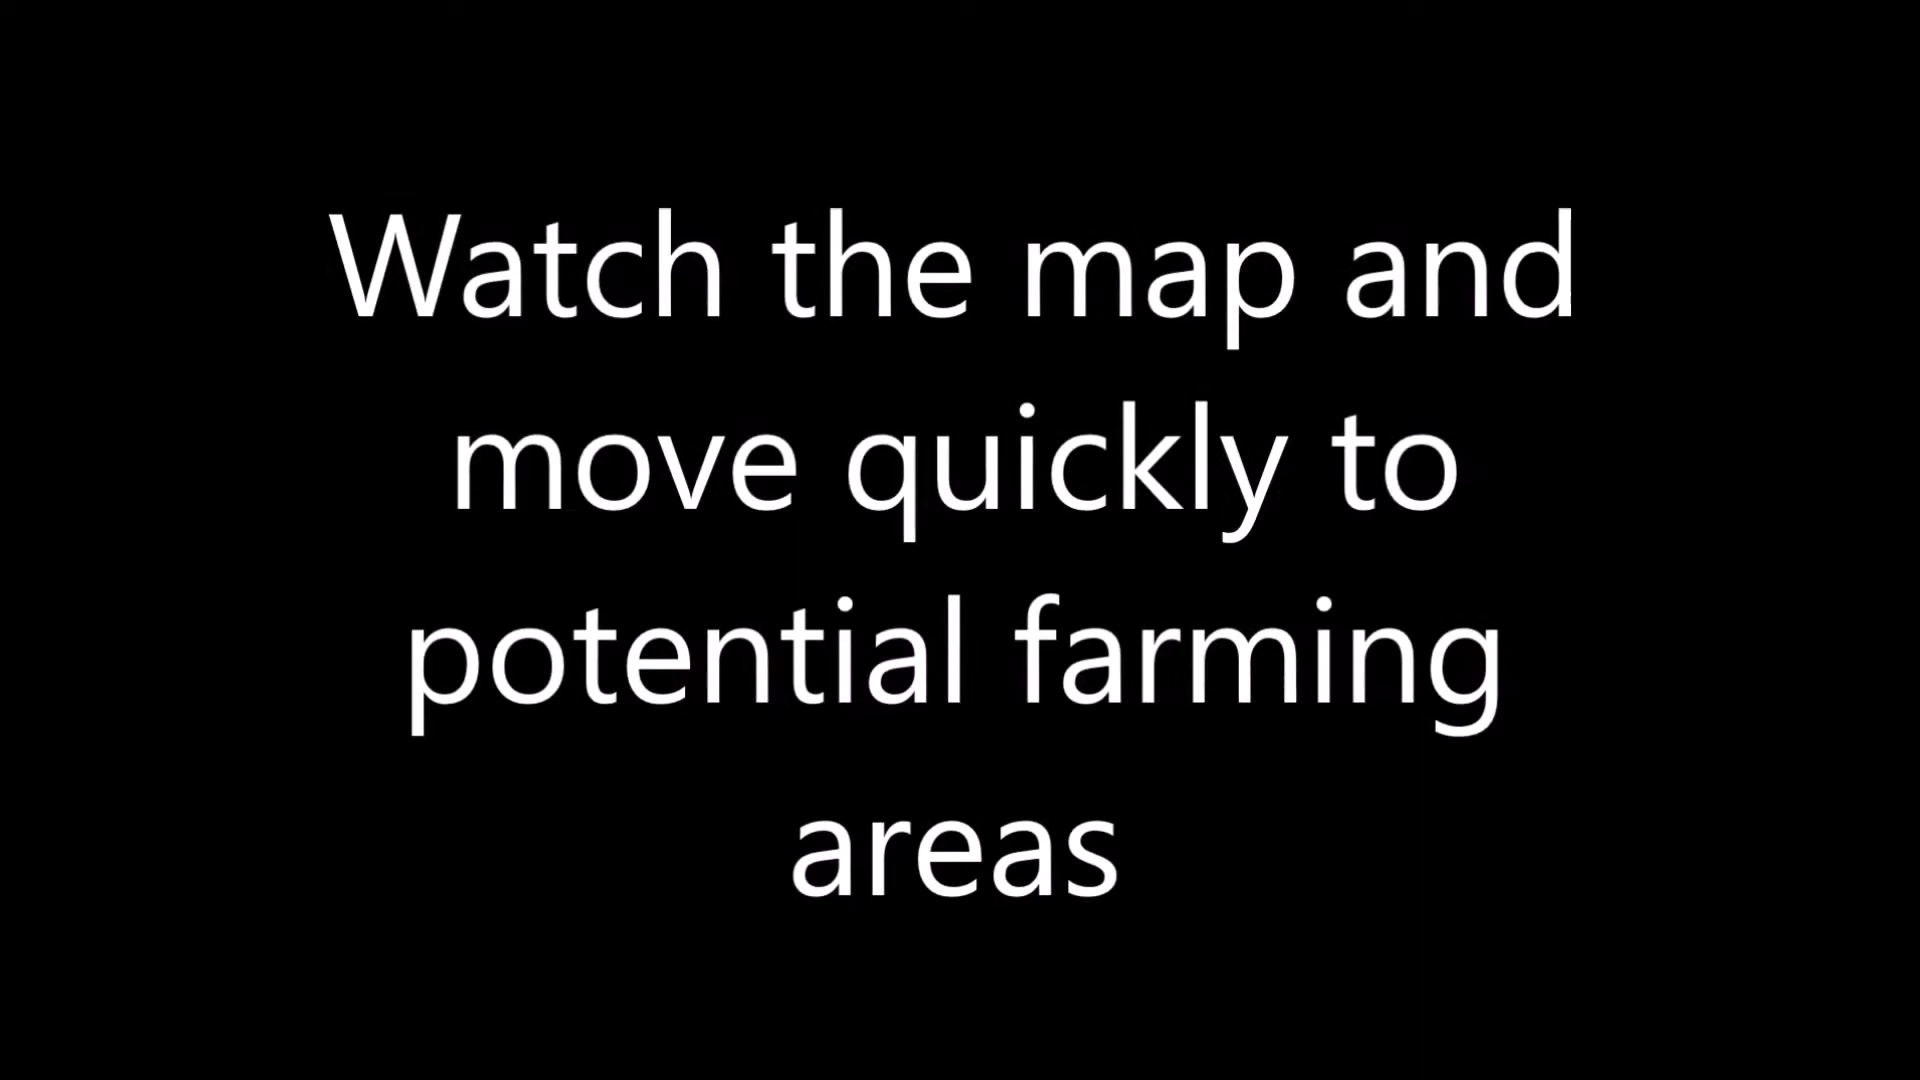 Watch the map and
move quickly to
potential farming
areas